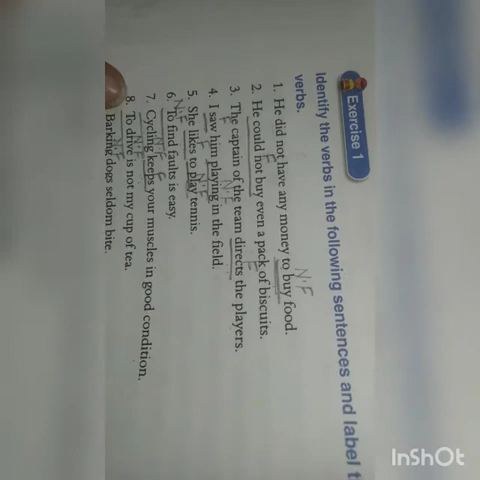 Exercise 1
Identify the verbs in the following sentences and label t
verbs.
N.F
1. He did not have any money to buy food.
F
2. He could not buy even a pack of biscuits.
F
3. The captain of the team directs the players.
F N.F
4. I saw him playing in the field.
F N.F
5. She likes to play tennis.
N.F
6. To find faults is easy.
N.F F
7. Cycling keeps your muscles in good condition.
N.F
8. To drive is not my cup of tea.
N.F
Barking dogs seldom bite.
InShOt